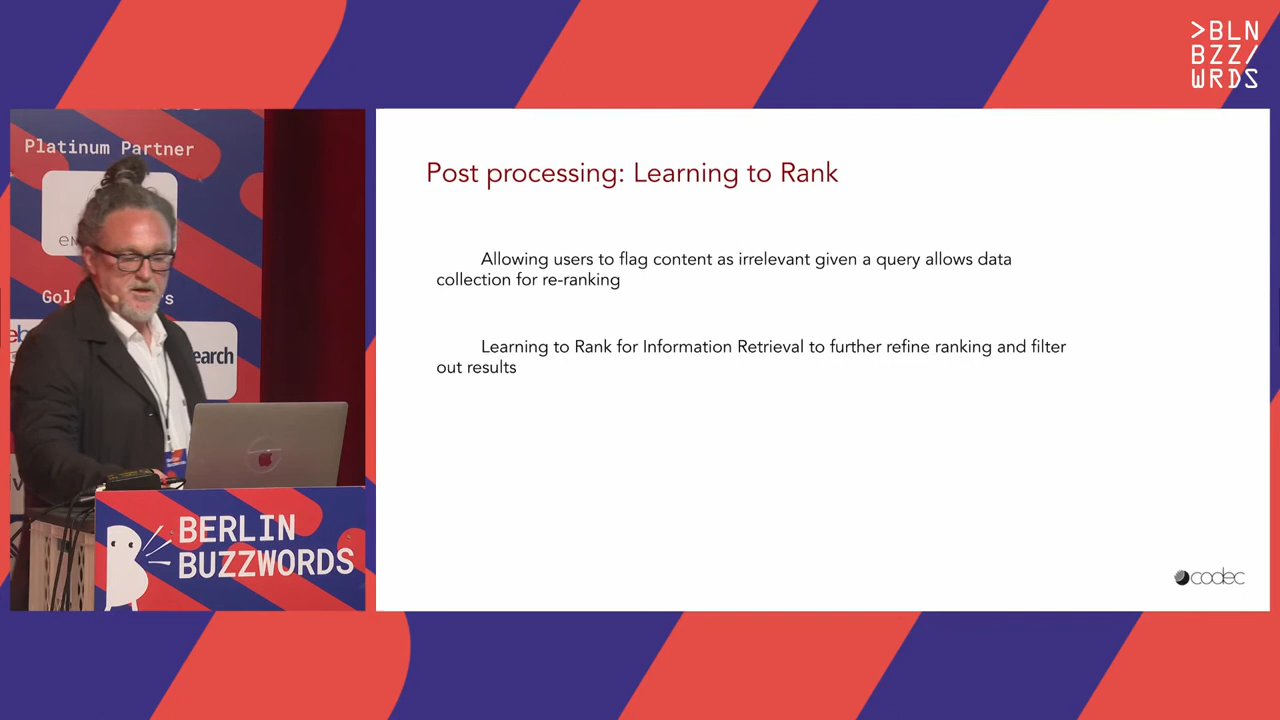 >BLN
BZZ/
WRDS
Platinum Partner
Post processing: Learning to Rank
Allowing users to flag content as irrelevant given a query allows data
collection for re-ranking
Learning to Rank for Information Retrieval to further refine ranking and filter
out results
codec
BERLIN
BUZZWORDS